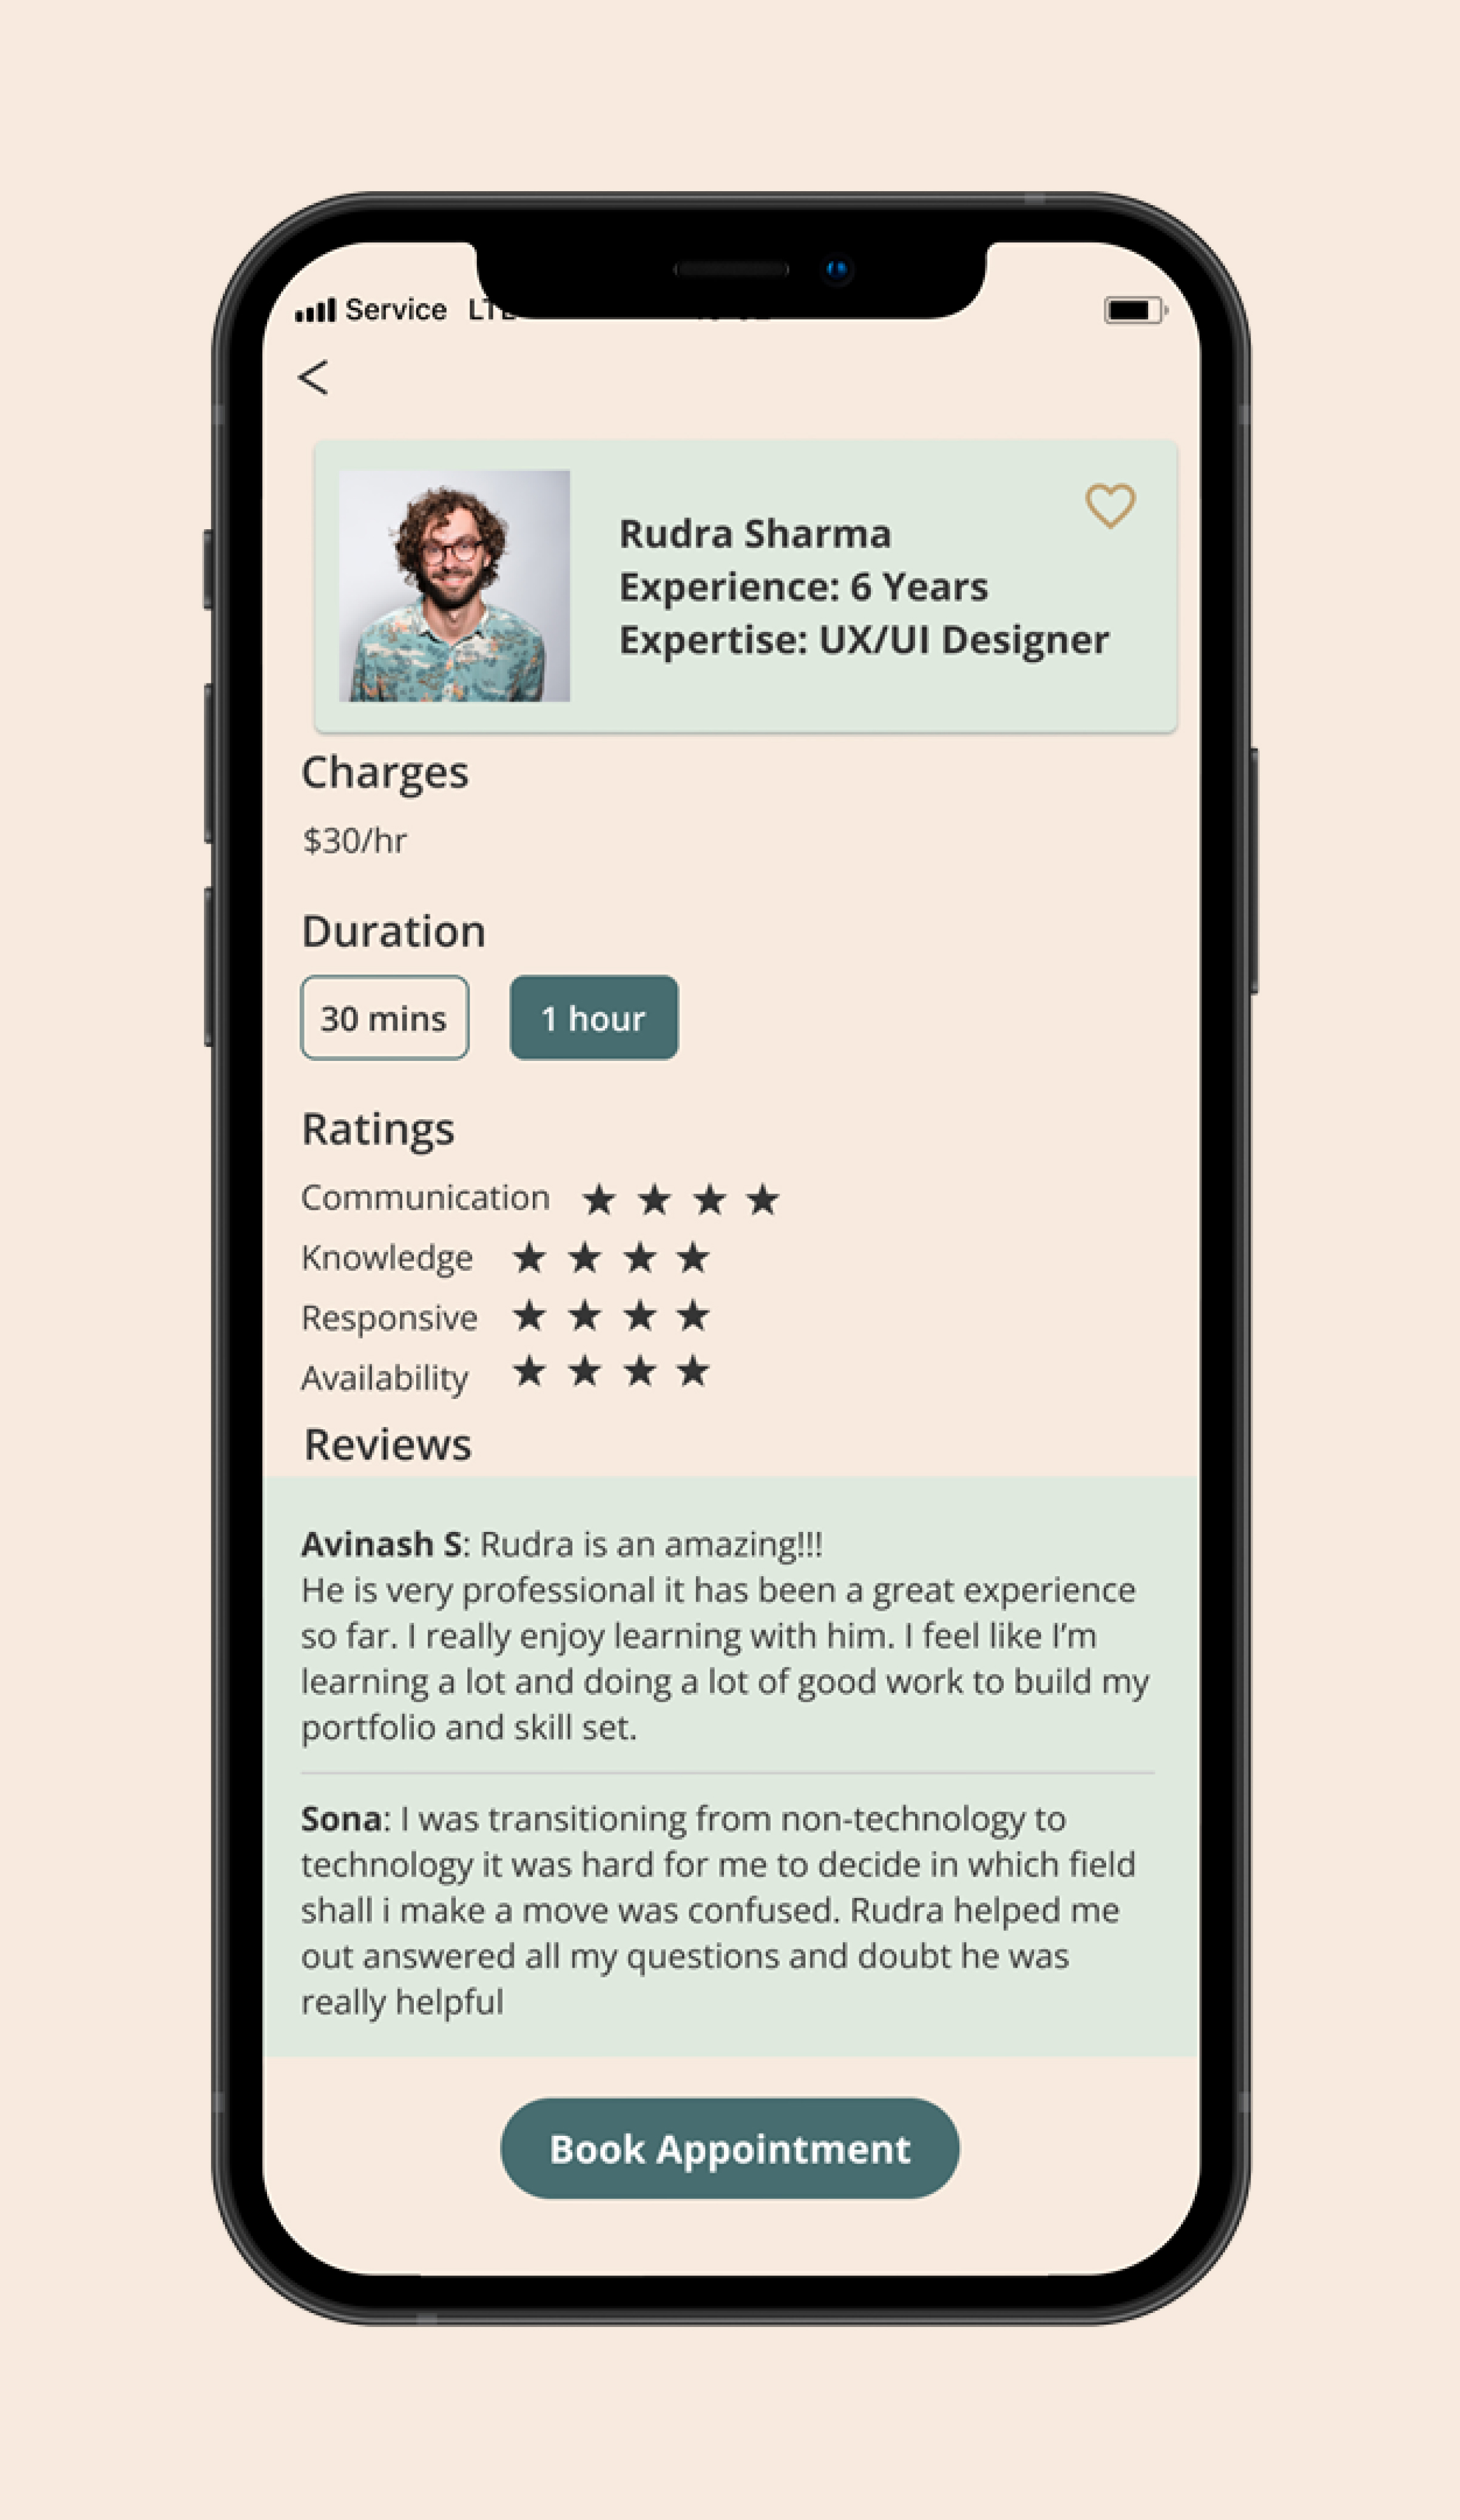 Service
<
Rudra Sharma
Experience: 6 Years
Expertise: UX/UI Designer
Charges
$30/hr
Duration
30 mins
1 hour
Ratings
Communication ★ ★ ★ ★
Knowledge ★ ★ ★ ★
Responsive ★ ★ ★ ★
Availability ★ ★ ★ ★
Reviews
Avinash S: Rudra is an amazing!!!
He is very professional it has been a great experience
so far. I really enjoy learning with him. I feel like I’m
learning a lot and doing a lot of good work to build my
portfolio and skill set.
Sona: I was transitioning from non-technology to
technology it was hard for me to decide in which field
shall i make a move was confused. Rudra helped me
out answered all my questions and doubt he was
really helpful
Book Appointment